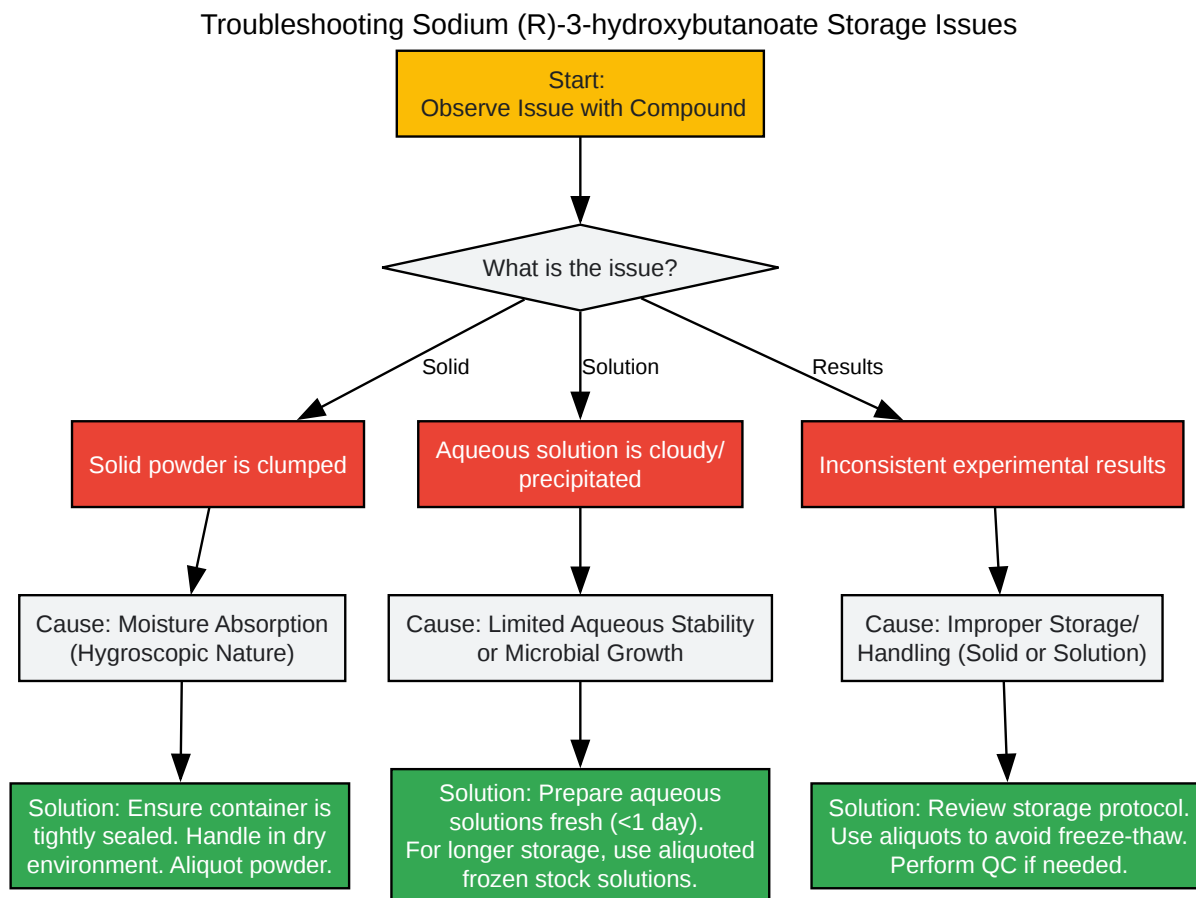 Troubleshooting Sodium (R)-3-hydroxybutanoate Storage Issues
Start:
Observe Issue with Compound
What is the issue?
Solid
Solution
Results
Solid powder is clumped
Aqueous solution is cloudy/
precipitated
Inconsistent experimental results
Cause: Moisture Absorption
(Hygroscopic Nature)
Cause: Limited Aqueous Stability
or Microbial Growth
Cause: Improper Storage/
Handling (Solid or Solution)
Solution: Ensure container is
tightly sealed. Handle in dry
environment. Aliquot powder.
Solution: Prepare aqueous
solutions fresh (<1 day).
For longer storage, use aliquoted
frozen stock solutions.
Solution: Review storage protocol.
Use aliquots to avoid freeze-thaw.
Perform QC if needed.